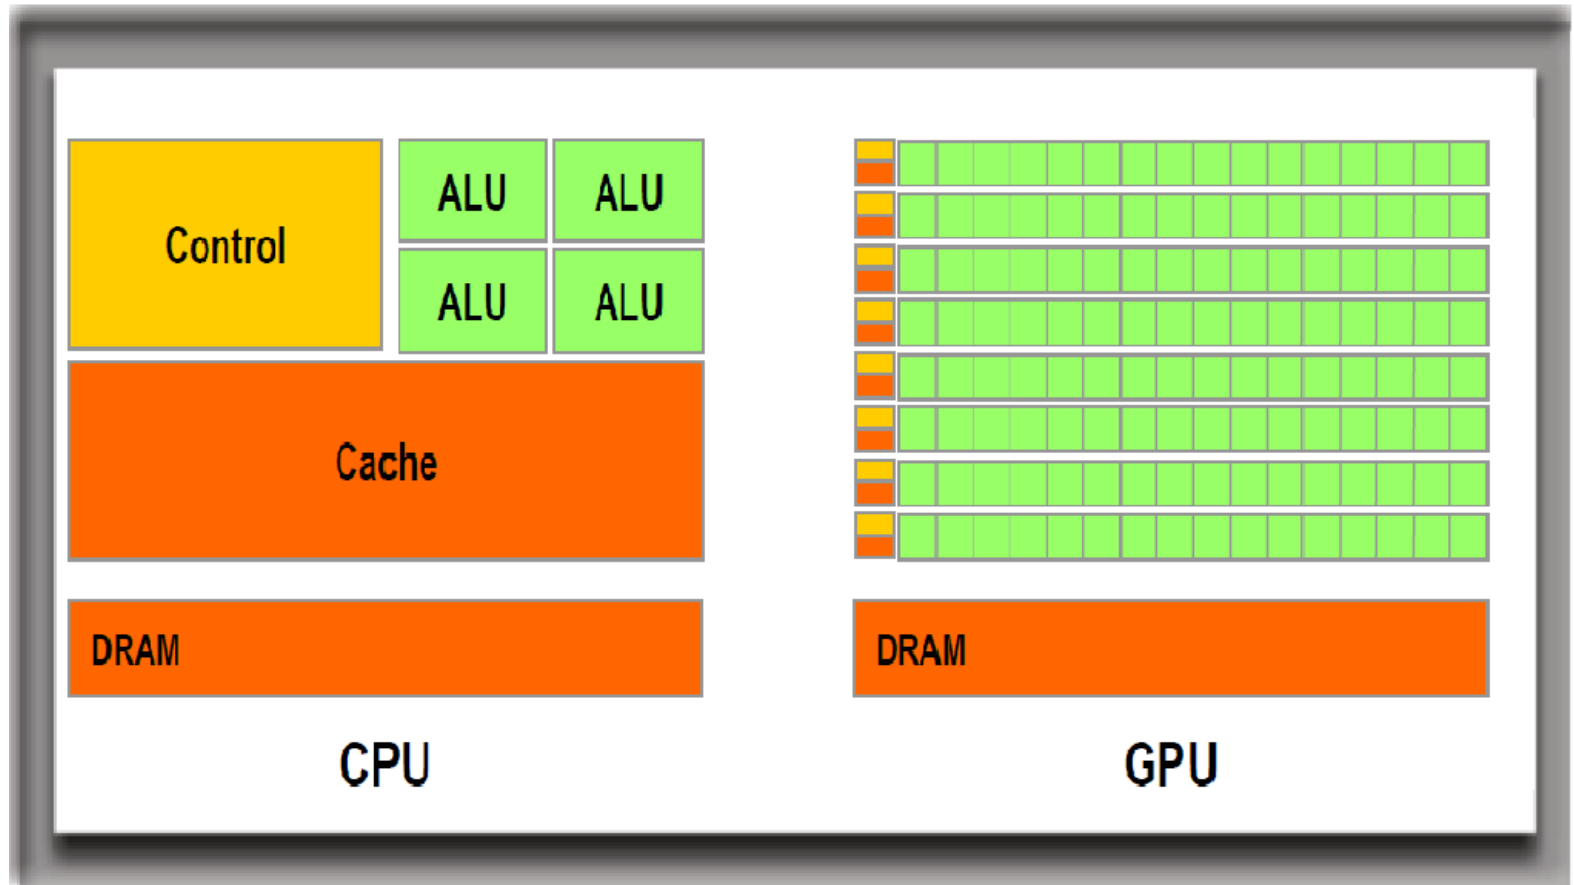 Control
ALU ALU
ALU ALU
Cache
DRAM
CPU
DRAM
GPU